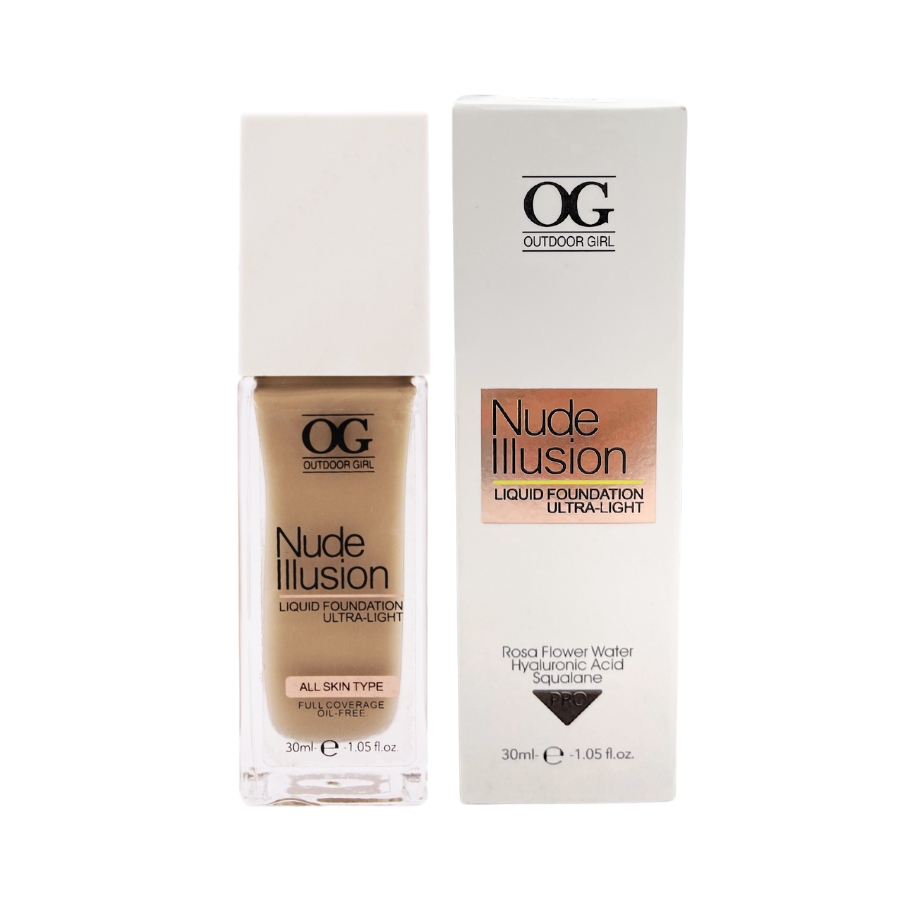 OG
OUTDOOR GIRL
Nude
Illusion
LIQUID FOUNDATION
ULTRA-LIGHT
ALL SKIN TYPE
FULL COVERAGE
OIL-FREE
30ml- e -1.05 fl.oz.
OG
OUTDOOR GIRL
Nude
Illusion
LIQUID FOUNDATION
ULTRA-LIGHT
Rosa Flower Water
Hyaluronic Acid
Squalane
PRO
30ml- e -1.05 fl.oz.